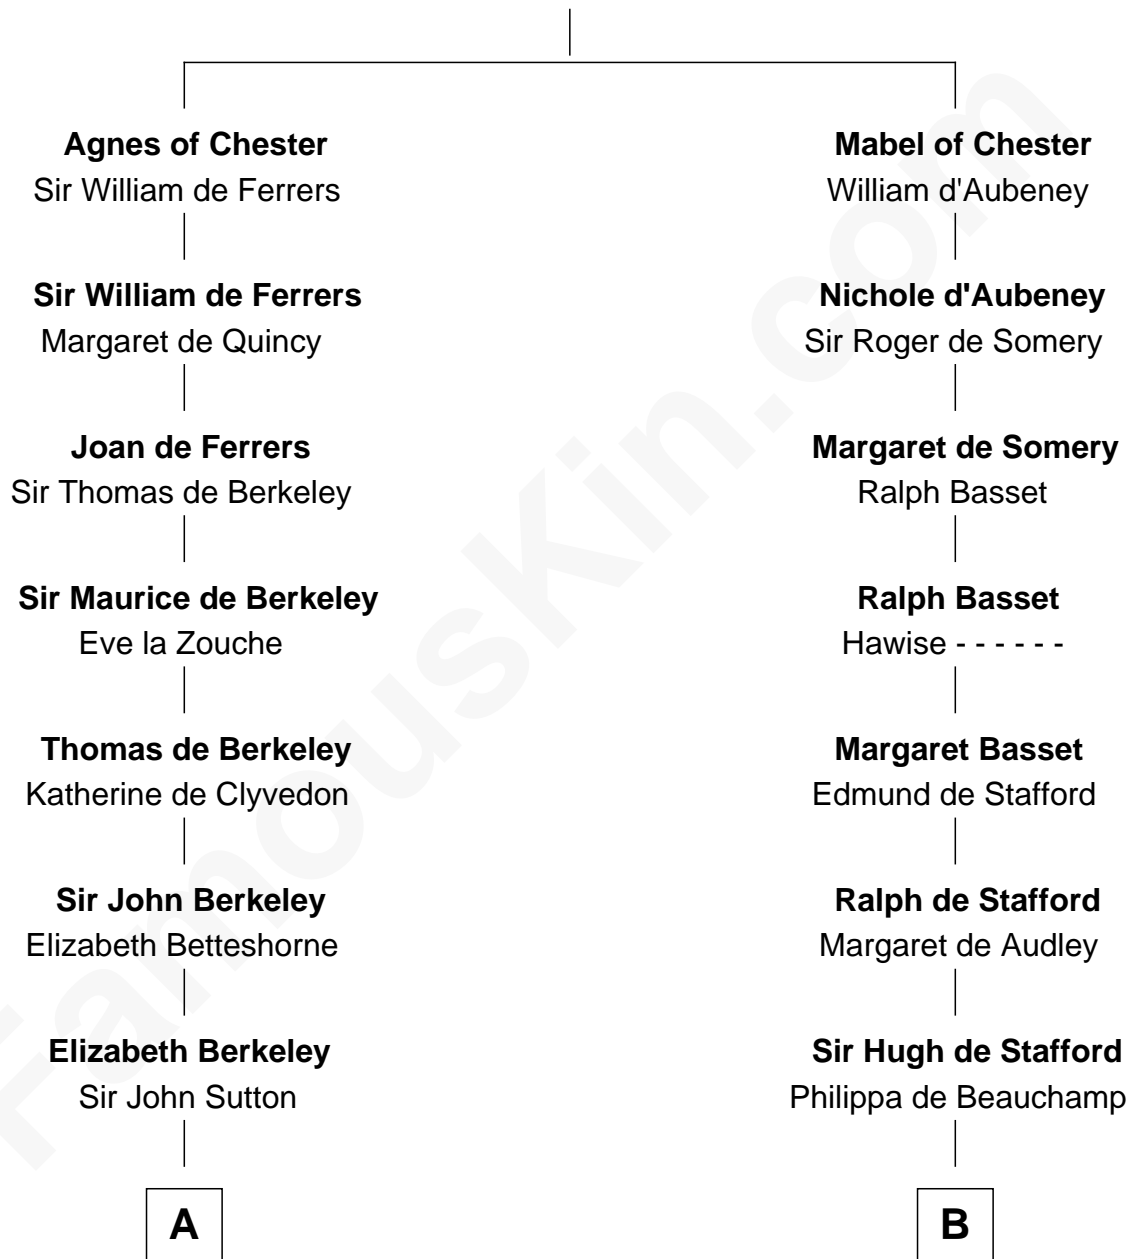 Agnes of Chester
Sir William de Ferrers
Sir William de Ferrers
Margaret de Quincy
Joan de Ferrers
Sir Thomas de Berkeley
Sir Maurice de Berkeley
Eve la Zouche
Thomas de Berkeley
Katherine de Clyvedon
Sir John Berkeley
Elizabeth Betteshorne
Elizabeth Berkeley
Sir John Sutton
A
Mabel of Chester
William d'Aubeney
Nichole d'Aubeney
Sir Roger de Somery
Margaret de Somery
Ralph Basset
Ralph Basset
Hawise - - - - - -
Margaret Basset
Edmund de Stafford
Ralph de Stafford
Margaret de Audley
Sir Hugh de Stafford
Philippa de Beauchamp
B
FamousKin.com